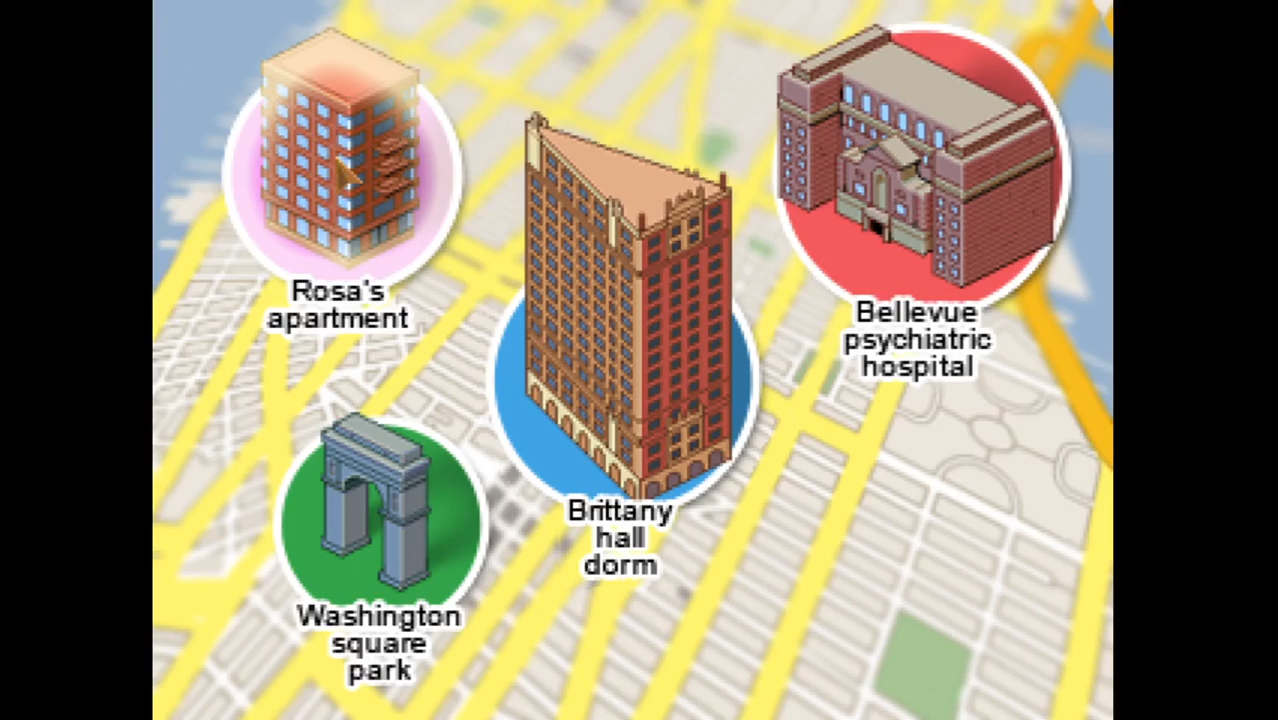 Rosa's
apartment
Bellevue
psychiatric
hospital
Brittany
hall
dorm
Washington
square
park